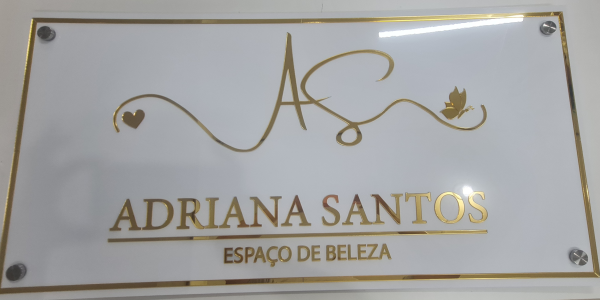 AS
ADRIANA SANTOS
ESPAÇO DE BELEZA